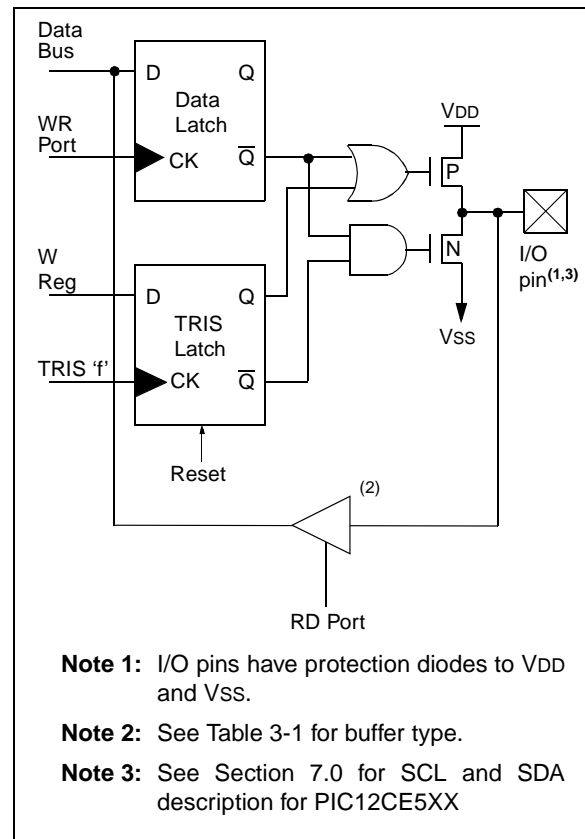 Data
Bus
D
Q
Data
Latch
WR
Port
CK
Q
VDD
P
N
I/O
pin(1,3)
VSS
W
Reg
D
Q
TRIS
Latch
TRIS ‘f’
CK
Q
Reset
(2)
RD Port
Note 1: I/O pins have protection diodes to VDD
and VSS.
Note 2: See Table 3-1 for buffer type.
Note 3: See Section 7.0 for SCL and SDA
description for PIC12CE5XX